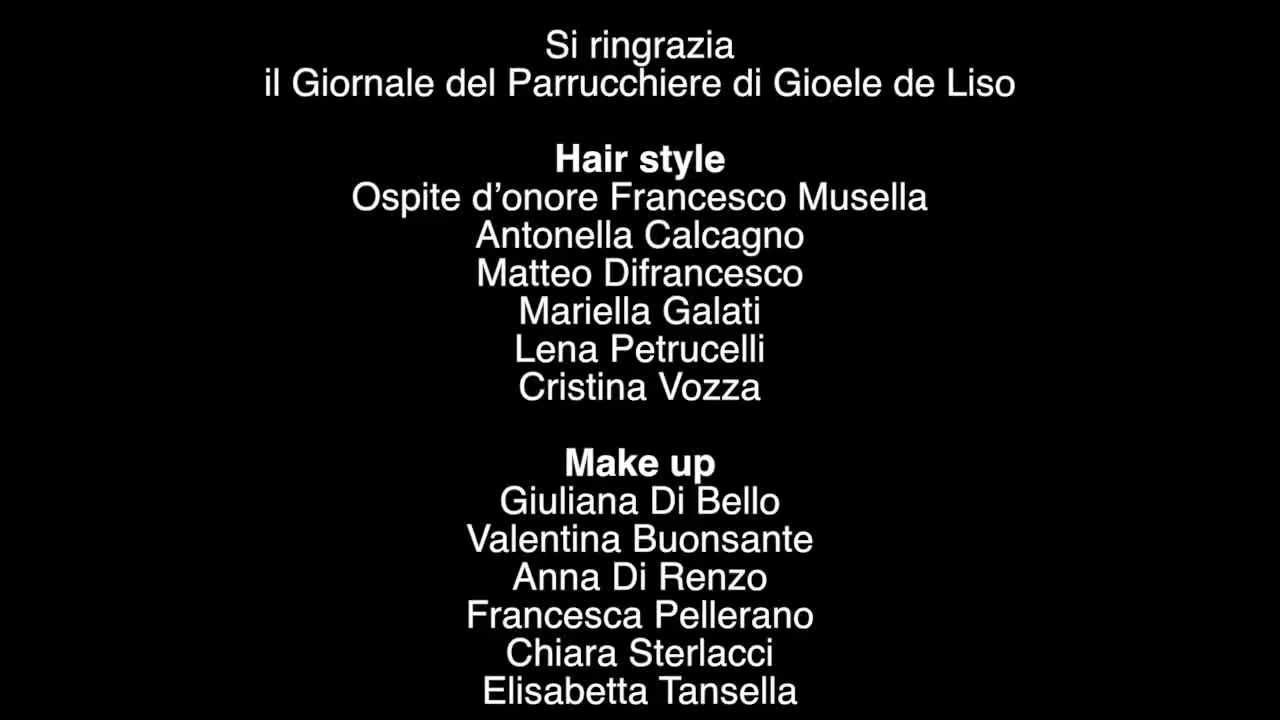 Si ringrazia
il Giornale del Parrucchiere di Gioele de Liso
Hair style
Ospite d'onore Francesco Musella
Antonella Calcagno
Matteo Difrancesco
Mariella Galati
Lena Petrucelli
Cristina Vozza
Make up
Giuliana Di Bello
Valentina Buonsante
Anna Di Renzo
Francesca Pellerano
Chiara Sterlacci
Elisabetta Tansella